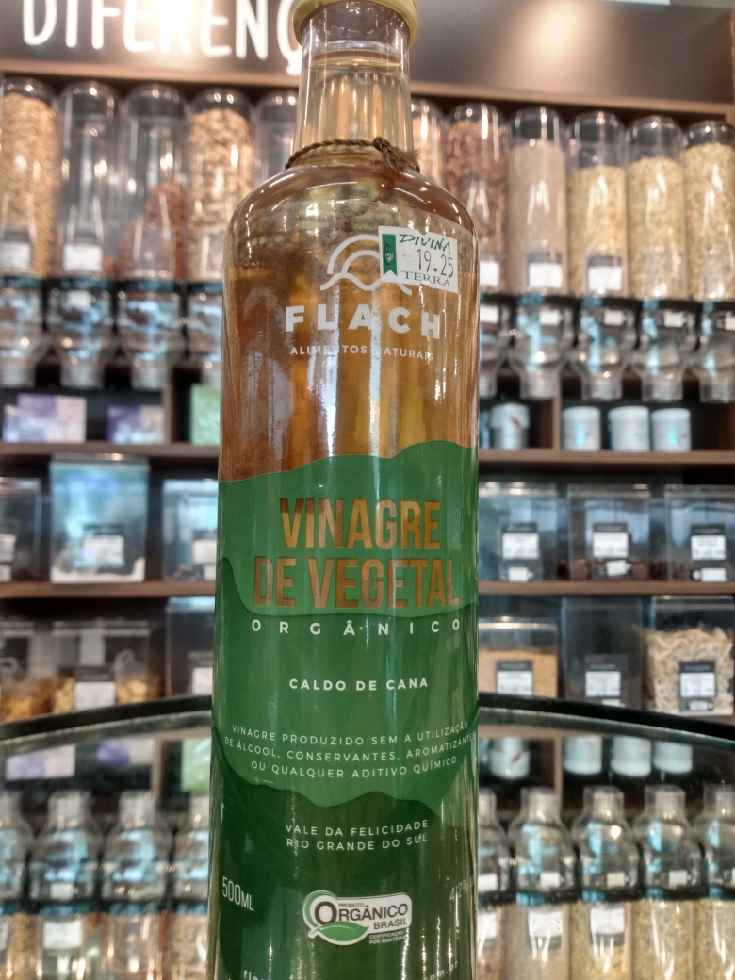 DIFERENÇ
DIVINA
19.25
TERRA
FLACH
ALIMENTOS NATURAIS
VINAGRE
DE VEGETAL
ORGÂNICO
CALDO DE CANA
VINAGRE PRODUZIDO SEM A UTILIZAÇÃO
DE ÁLCOOL, CONSERVANTES, AROMATIZANTES
OU QUALQUER ADITIVO QUÍMICO
VALE DA FELICIDADE
RIO GRANDE DO SUL
500ML
PRODUTO
ORGÂNICO
BRASIL